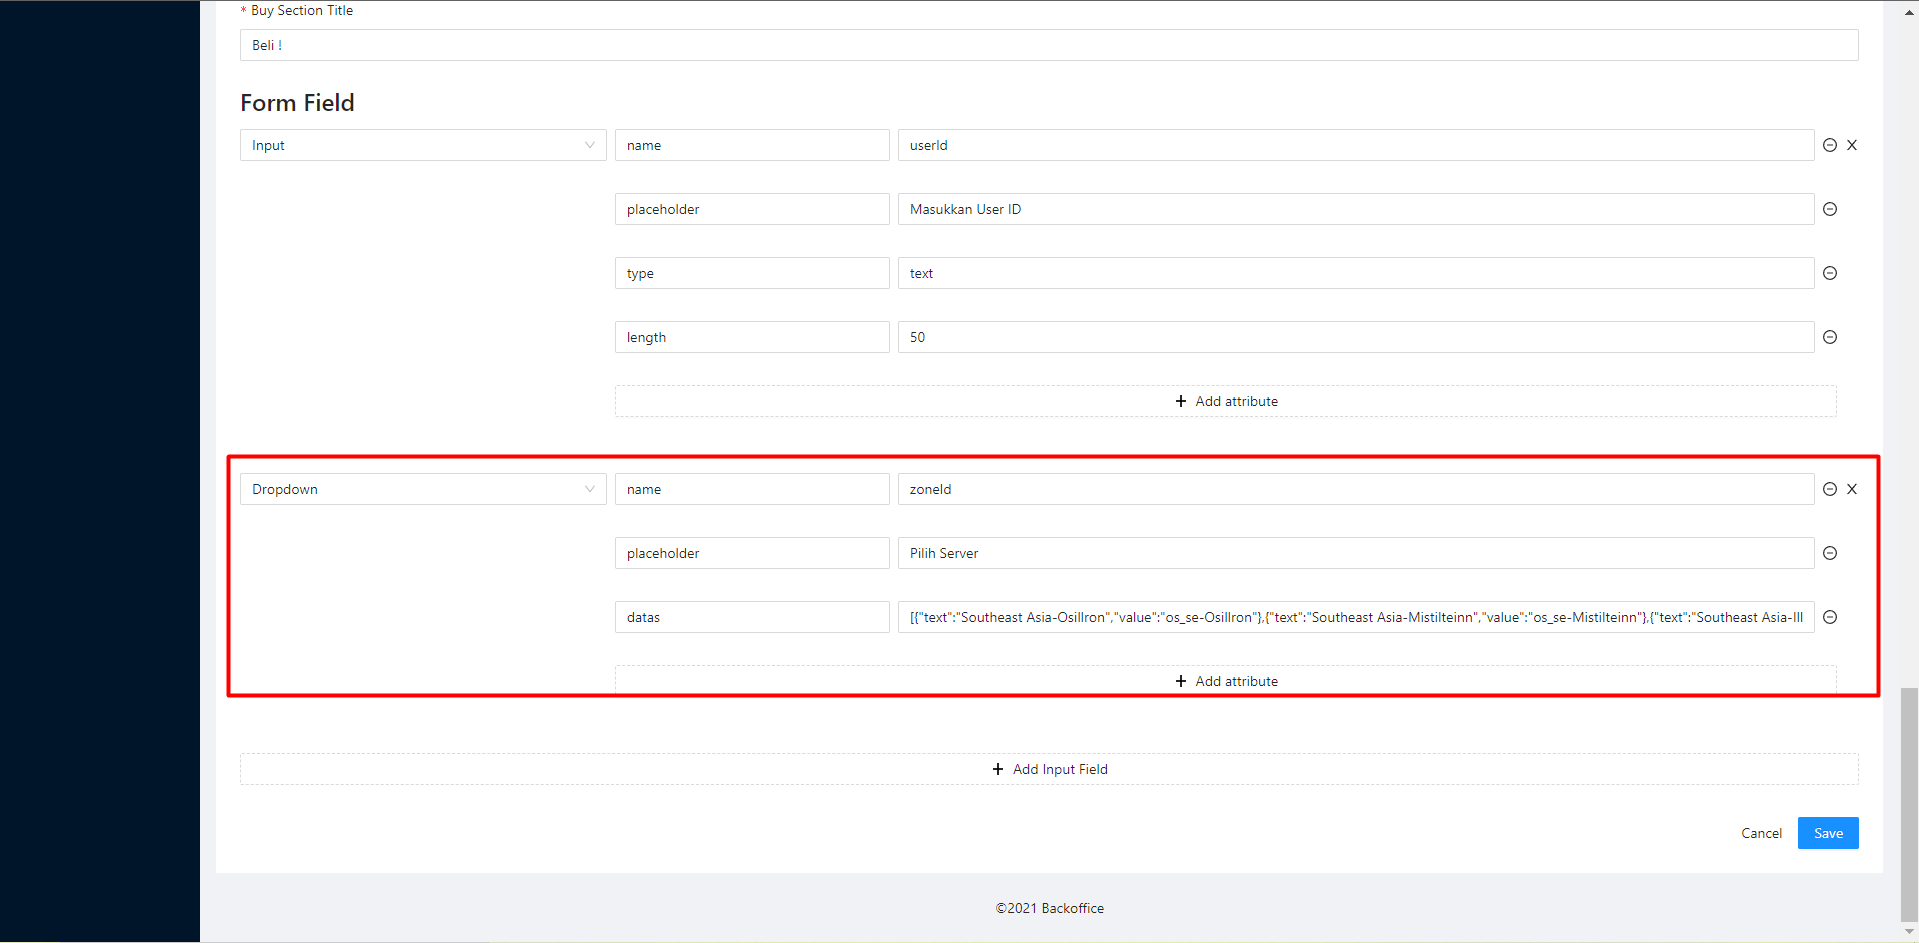 * Buy Section Title
Beli !
Form Field
Input name userId
placeholder Masukkan User ID
type text
length 50
+ Add attribute
Dropdown name zoneId
placeholder Pilih Server
datas [{"text":"Southeast Asia-OsillIron","value":"os_se-OsillIron"},{"text":"Southeast Asia-Mistilteinn","value":"os_se-Mistilteinn"},{"text":"Southeast Asia-Ill
+ Add attribute
+ Add Input Field
Cancel Save
©2021 Backoffice